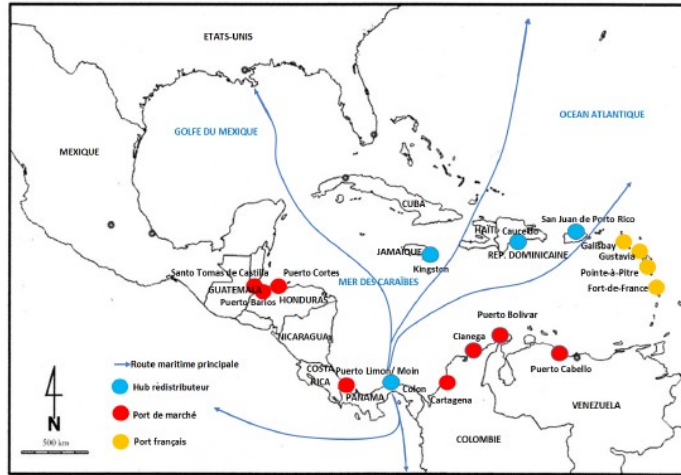 ETATS-UNIS
GOLFE DU MEXIQUE
OCEAN ATLANTIQUE
MEXIQUE
CUBA
San Juan de Porto Rico
HAITI
Caucedo
Galisbay
JAMAÏQUE
REP. DOMINICAINE
Gustavia
Kingston
Pointe-à-Pitre
Santo Tomas de Castilla
Puerto Cortes
MER DES CARAÏBES
Fort-de-France
GUATEMALA
Puerto Barios
HONDURAS
Puerto Bolivar
NICARAGUA
Cianega
COSTA
RICA
Puerto Limon/ Moin
Puerto Cabello
Colon
PANAMA
Cartagena
VENEZUELA
COLOMBIE
Route maritime principale
Hub rédistributeur
Port de marché
Port français
N
500 km